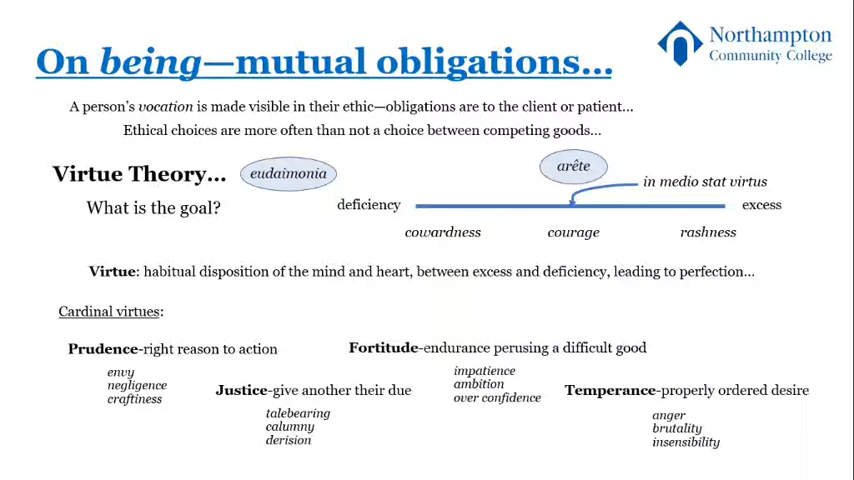 Northampton
Community College
On being—mutual obligations...
A person's vocation is made visible in their ethic—obligations are to the client or patient...
Ethical choices are more often than not a choice between competing goods...
Virtue Theory...
eudaimonia
arête
in medio stat virtus
What is the goal?
deficiency
excess
cowardness
courage
rashness
Virtue: habitual disposition of the mind and heart, between excess and deficiency, leading to perfection...
Cardinal virtues:
Prudence-right reason to action
envy
negligence
craftiness
Justice-give another their due
talebearing
calumny
derision
Fortitude-endurance perusing a difficult good
impatience
ambition
over confidence
Temperance-properly ordered desire
anger
brutality
insensibility